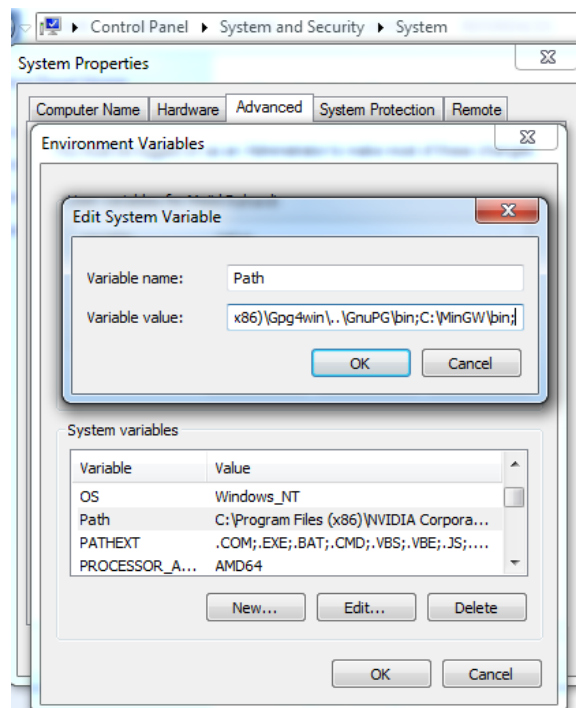 Control Panel System and Security System
System Properties
Computer Name Hardware Advanced System Protection Remote
Environment Variables
Edit System Variable
Variable name: Path
Variable value: x86)\Gpg4win\..\GnuPG\bin;C:\MinGW\bin;
OK Cancel
System variables
Variable Value
OS Windows_NT
Path C:\Program Files (x86)\NVIDIA Corpora...
PATHEXT .COM;.EXE;.BAT;.CMD;.VBS;.VBE;.JS;....
PROCESSOR_A... AMD64
New... Edit... Delete
OK Cancel